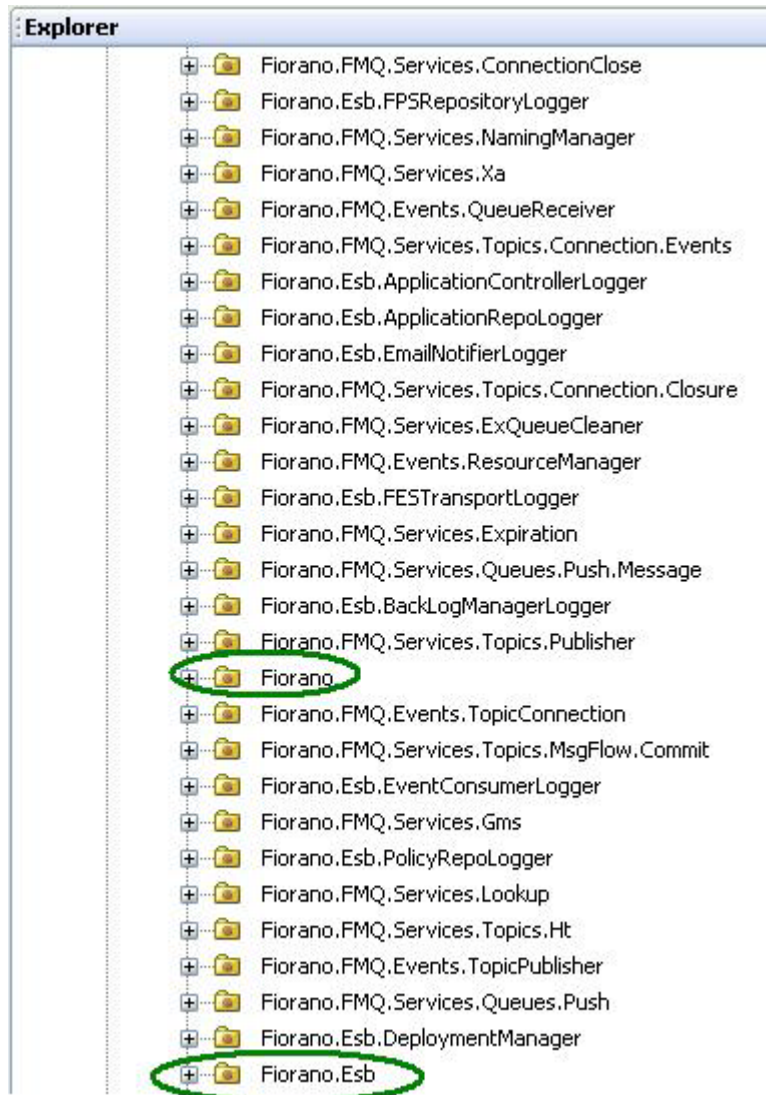 Explorer
Fiorano.FMQ.Services.ConnectionClose
Fiorano.Esb.FPSRepositoryLogger
Fiorano.FMQ.Services.NamingManager
Fiorano.FMQ.Services.Xa
Fiorano.FMQ.Events.QueueReceiver
Fiorano.FMQ.Services.Topics.Connection.Events
Fiorano.Esb.ApplicationControllerLogger
Fiorano.Esb.ApplicationRepoLogger
Fiorano.Esb.EmailNotifierLogger
Fiorano.FMQ.Services.Topics.Connection.Closure
Fiorano.FMQ.Services.ExQueueCleaner
Fiorano.FMQ.Events.ResourceManager
Fiorano.Esb.FESTransportLogger
Fiorano.FMQ.Services.Expiration
Fiorano.FMQ.Services.Queues.Push.Message
Fiorano.Esb.BackLogManagerLogger
Fiorano.FMQ.Services.Topics.Publisher
Fiorano
Fiorano.FMQ.Events.TopicConnection
Fiorano.FMQ.Services.Topics.MsgFlow.Commit
Fiorano.Esb.EventConsumerLogger
Fiorano.FMQ.Services.Gms
Fiorano.Esb.PolicyRepoLogger
Fiorano.FMQ.Services.Lookup
Fiorano.FMQ.Services.Topics.Ht
Fiorano.FMQ.Events.TopicPublisher
Fiorano.FMQ.Services.Queues.Push
Fiorano.Esb.DeploymentManager
Fiorano.Esb